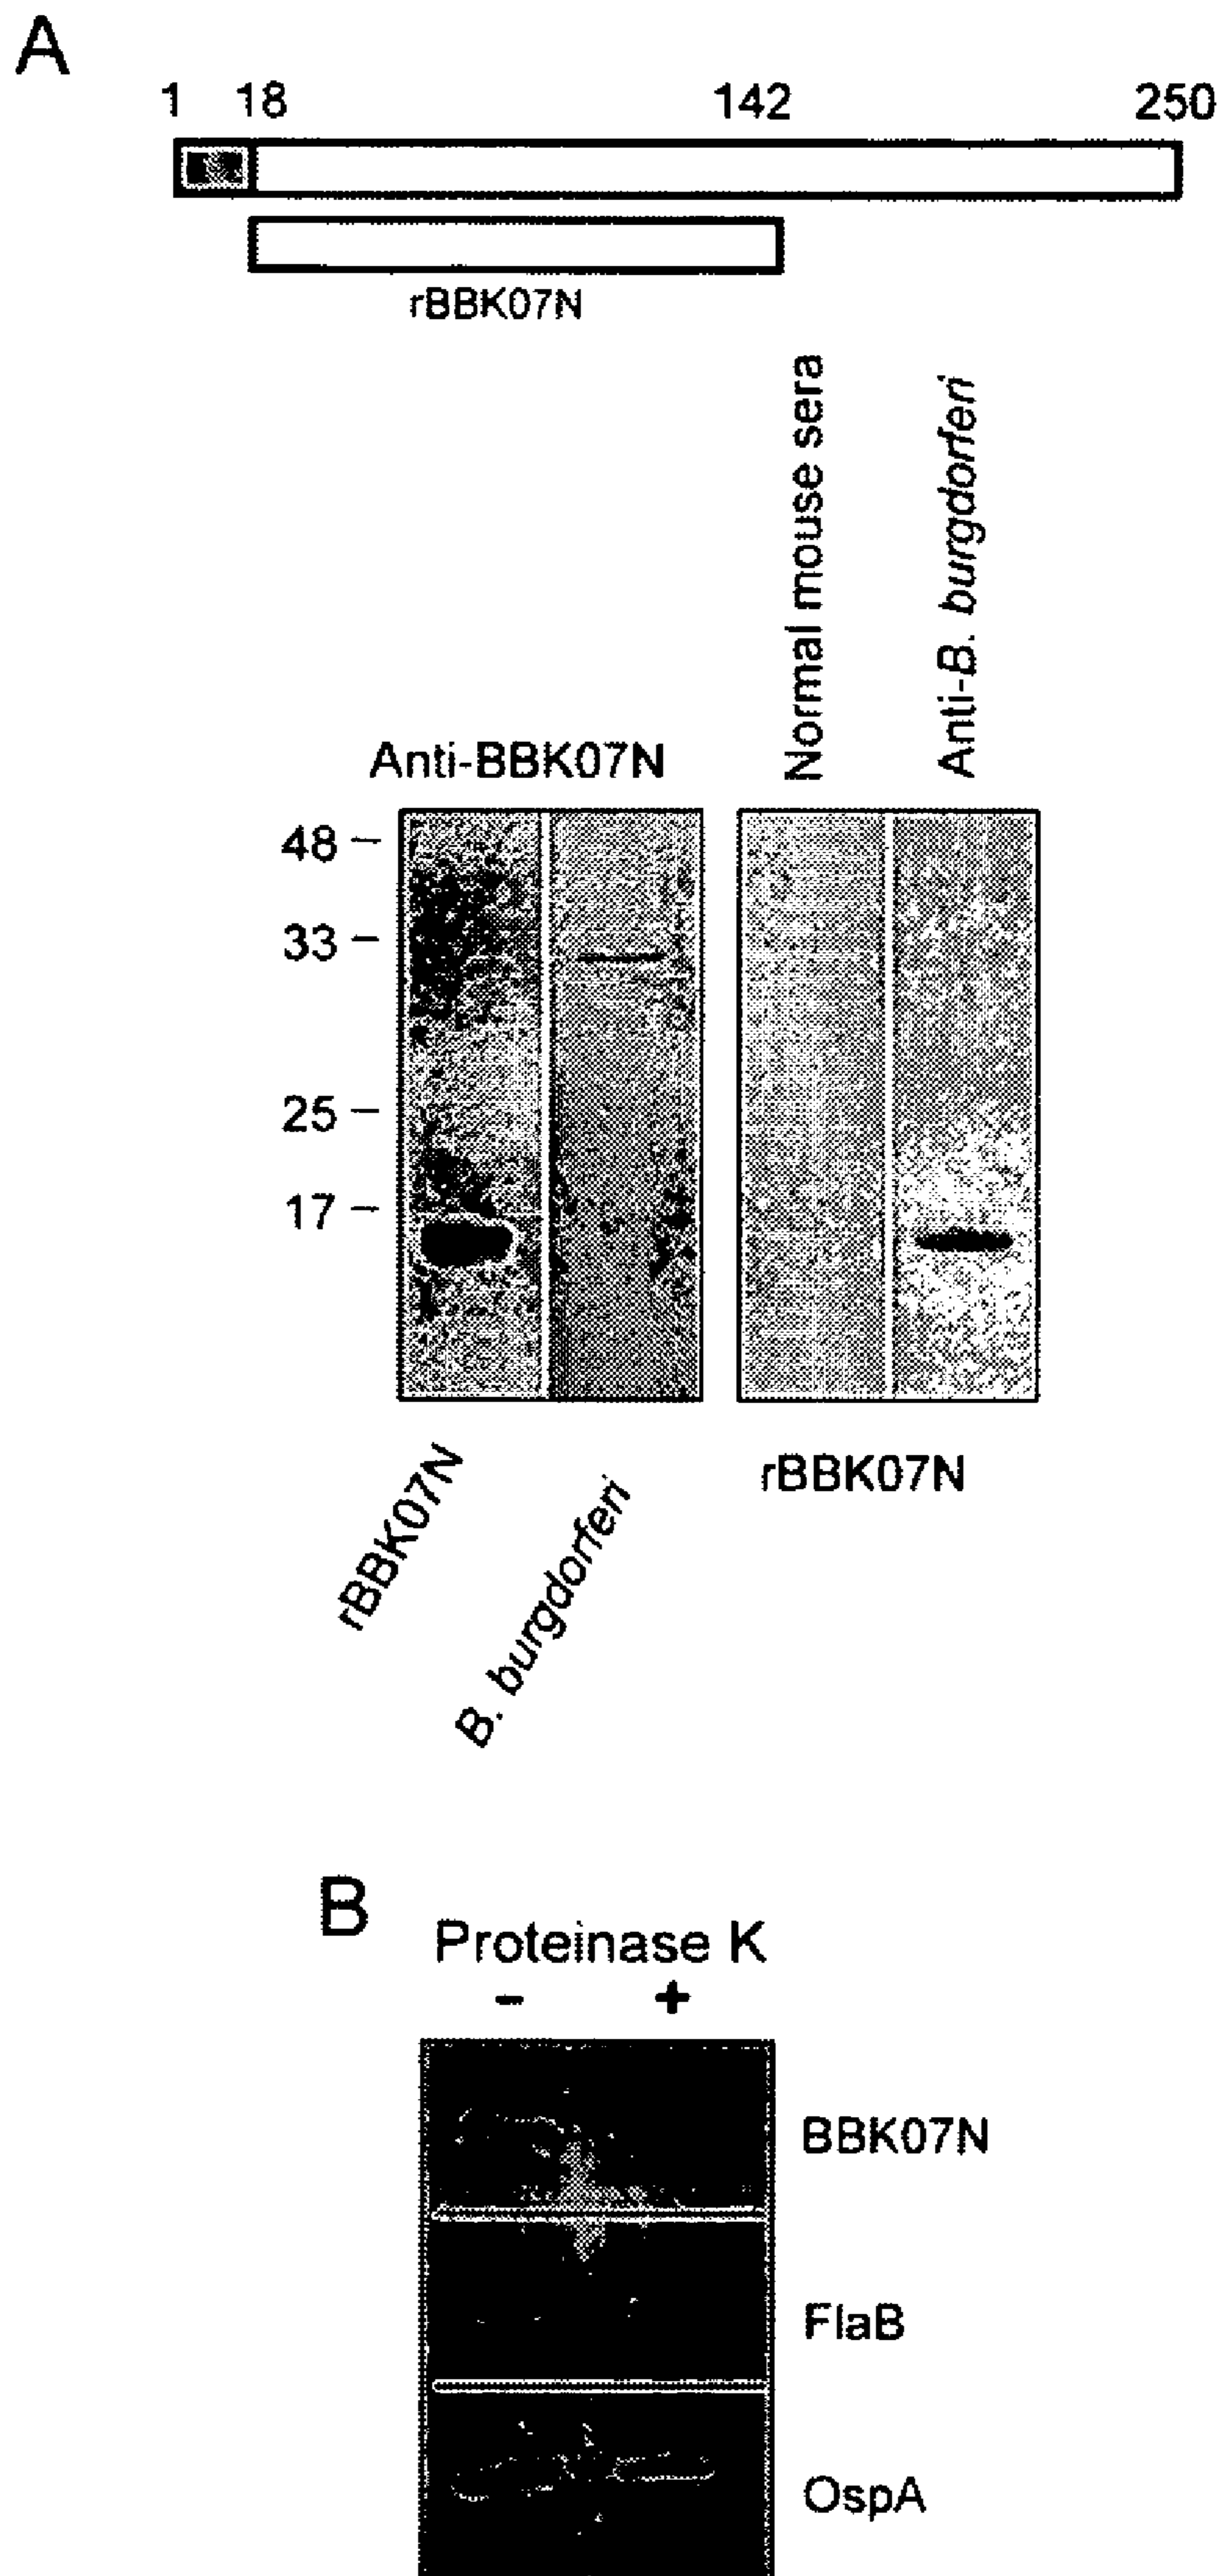 A
1 18 142 250
rBBK07N
Normal mouse sera
Anti-B. burgdorferi
Anti-BBK07N
48
33
25
17
rBBK07N
B. burgdorferi
rBBK07N
B
Proteinase K
- +
BBK07N
FlaB
OspA